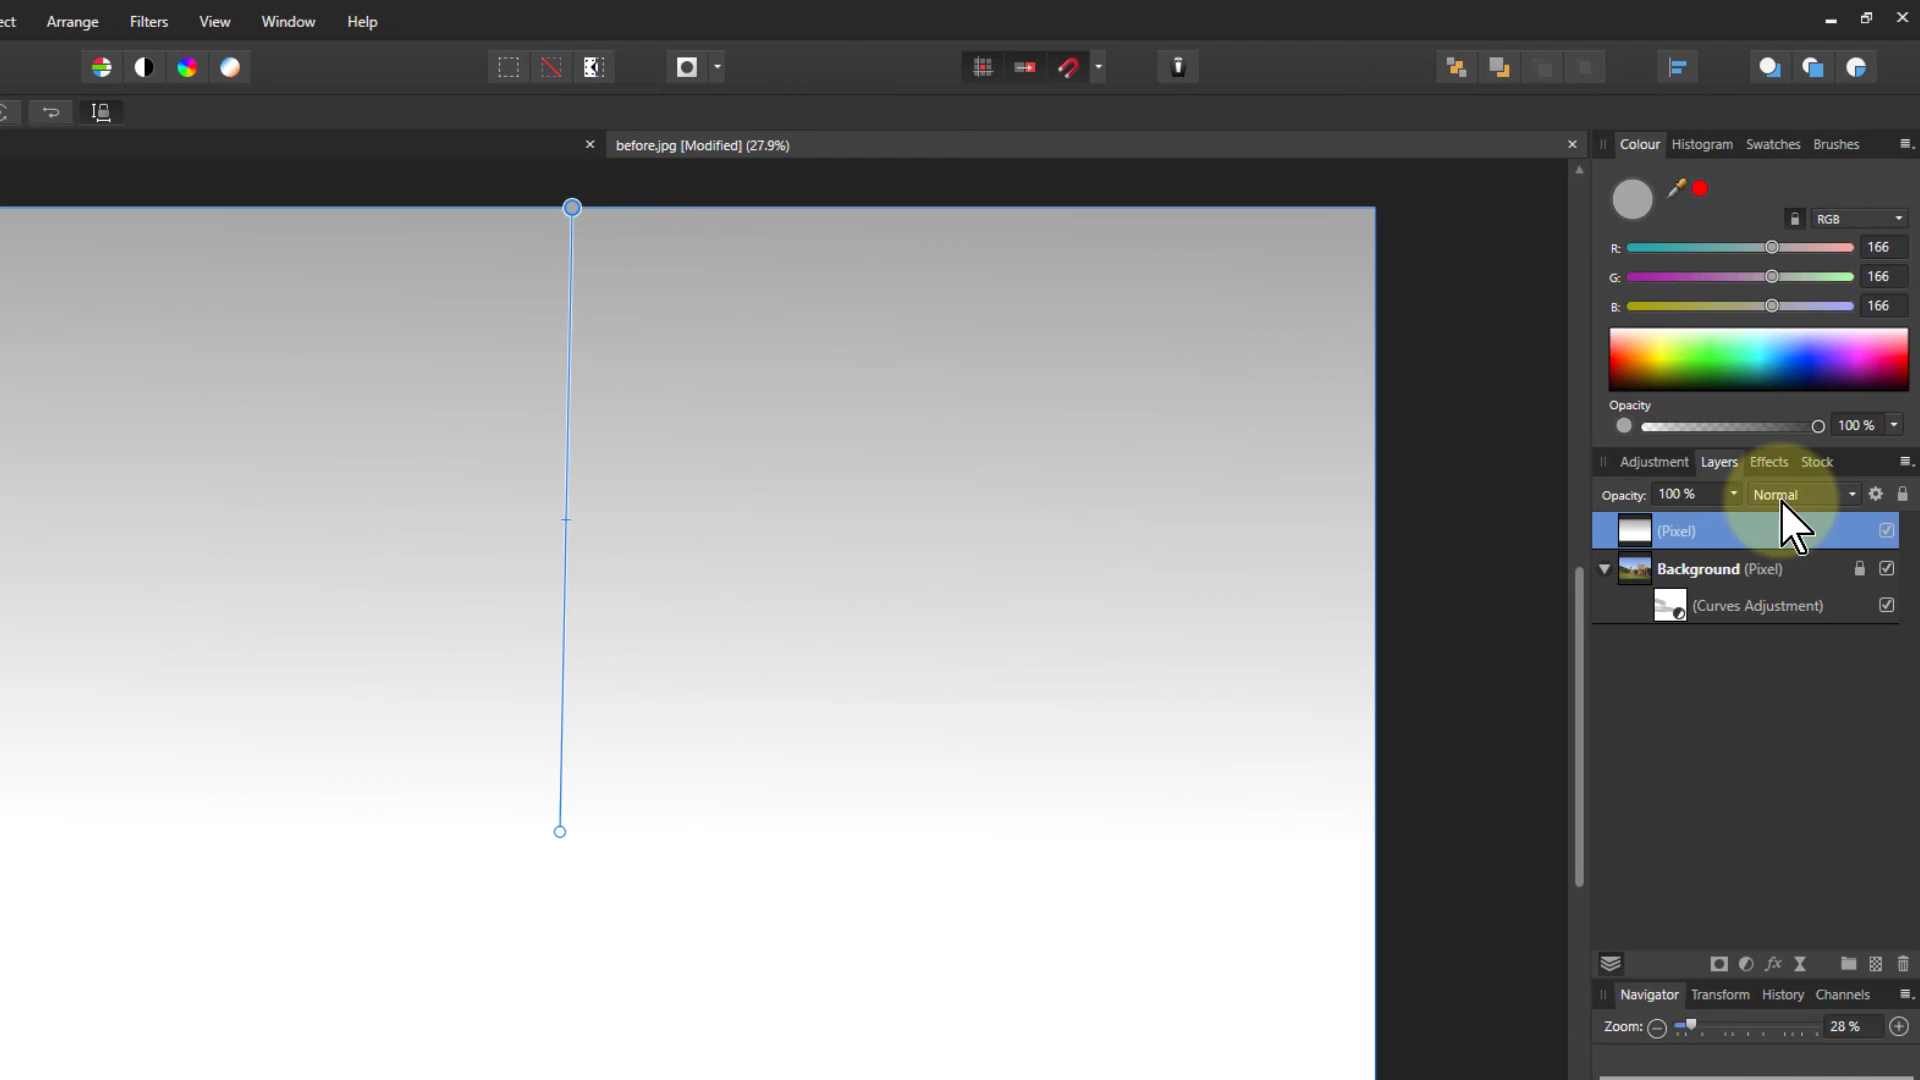 ect Arrange Filters View Window Help
before.jpg [Modified] (27.9%)
Colour Histogram Swatches Brushes
RGB
R: 166
G: 166
B: 166
Opacity
100 %
Adjustment Layers Effects Stock
Opacity: 100 % Normal
(Pixel)
Background (Pixel)
(Curves Adjustment)
fx
Navigator Transform History Channels
Zoom: 28 %